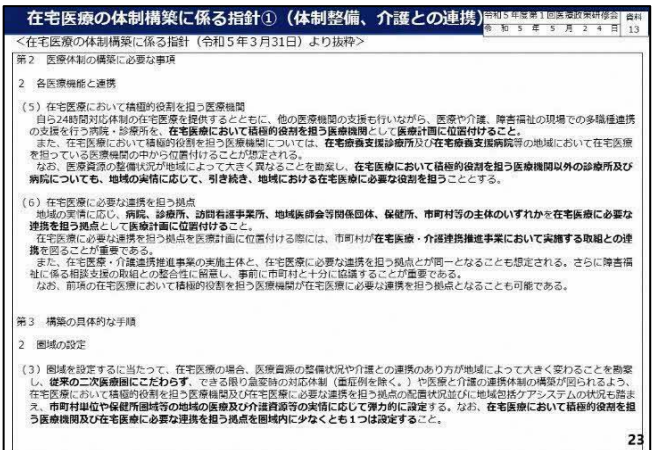 在宅医療の体制構築に係る指針①（体制整備、介護との連携）
令和５年度第１回医療政策研修会
令和５年５月２４日
資料
13
＜在宅医療の体制構築に係る指針（令和５年３月31日）より抜粋＞
第２　医療体制の構築に必要な事項
２　各医療機能と連携
（５）在宅医療において積極的役割を担う医療機関
自ら24時間対応体制の在宅医療を提供するとともに、他の医療機関の支援も行いながら、医療や介護、障害福祉の現場での多職種連携
の支援を行う病院・診療所を、在宅医療において積極的役割を担う医療機関として医療計画に位置付けること。
また、在宅医療において積極的役割を担う医療機関については、在宅療養支援診療所及び在宅療養支援病院等の地域において在宅医療
を担っている医療機関の中から位置付けることが想定される。
なお、医療資源の整備状況が地域によって大きく異なることを勘案し、在宅医療において積極的役割を担う医療機関以外の診療所及び
病院についても、地域の実情に応じて、引き続き、地域における在宅医療に必要な役割を担うこととする。
（６）在宅医療に必要な連携を担う拠点
地域の実情に応じ、病院、診療所、訪問看護事業所、地域医師会等関係団体、保健所、市町村等の主体のいずれかを在宅医療に必要な
連携を担う拠点として医療計画に位置付けること。
在宅医療に必要な連携を担う拠点を医療計画に位置付ける際には、市町村が在宅医療・介護連携推進事業において実施する取組との連
携を図ることが重要である。
また、在宅医療・介護連携推進事業の実施主体と、在宅医療に必要な連携を担う拠点とが同一となることも想定される。さらに障害福
祉に係る相談支援の取組との整合性に留意し、事前に市町村と十分に協議することが重要である。
なお、前項の在宅医療において積極的役割を担う医療機関が在宅医療に必要な連携を担う拠点となることも可能である。
第３　構築の具体的な手順
２　圏域の設定
（３）圏域を設定するに当たって、在宅医療の場合、医療資源の整備状況や介護との連携のあり方が地域によって大きく変わることを勘案
し、従来の二次医療圏にこだわらず、できる限り急変時の対応体制（重症例を除く。）や医療と介護の連携体制の構築が図られるよう、
在宅医療において積極的役割を担う医療機関及び在宅医療に必要な連携を担う拠点の配置状況並びに地域包括ケアシステムの状況も踏ま
え、市町村単位や保健所圏域等の地域の医療及び介護資源等の実情に応じて弾力的に設定する。なお、在宅医療において積極的役割を担
う医療機関及び在宅医療に必要な連携を担う拠点を圏域内に少なくとも１つは設定すること。
23